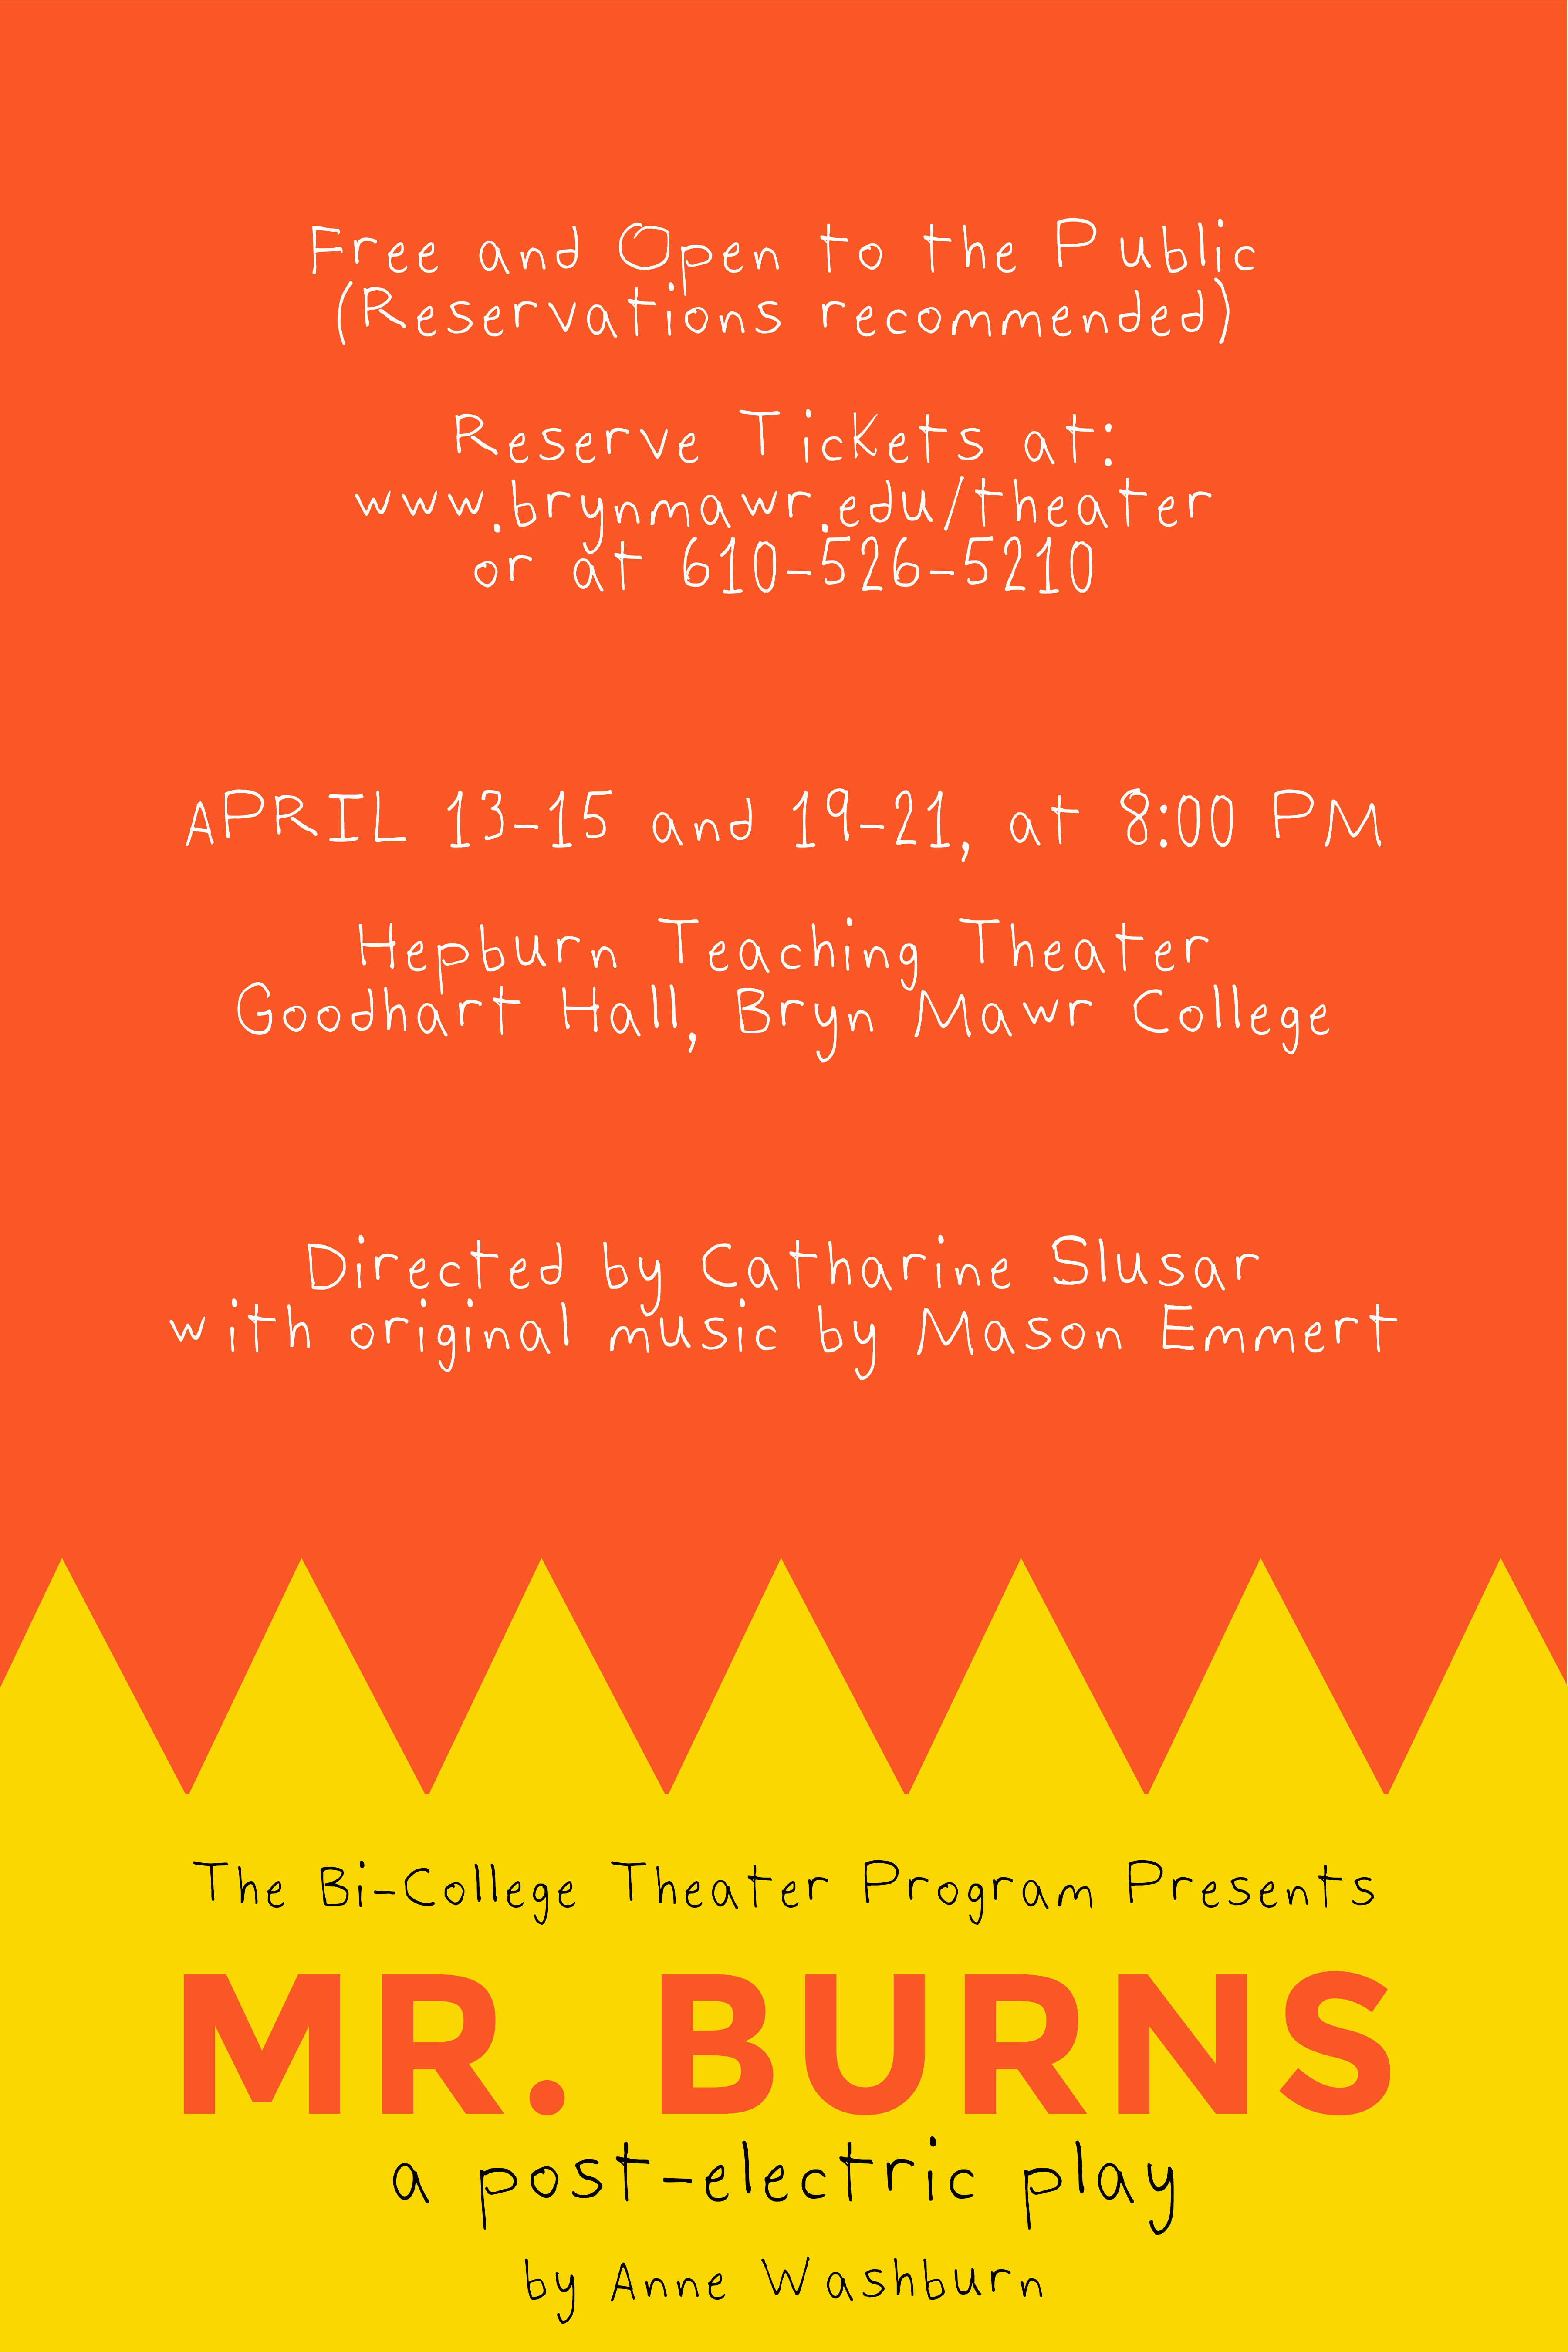 Free and Open to the Public
(Reservations recommended)
Reserve Tickets at:
www.brynmawr.edu/theater
or at 610-526-5210
APRIL 13-15 and 19-21, at 8:00 PM
Hepburn Teaching Theater
Goodhart Hall, Bryn Mawr College
Directed by Catharine Slusar
with original music by Mason Emmert
The Bi-College Theater Program Presents
MR. BURNS
a post-electric play
by Anne Washburn